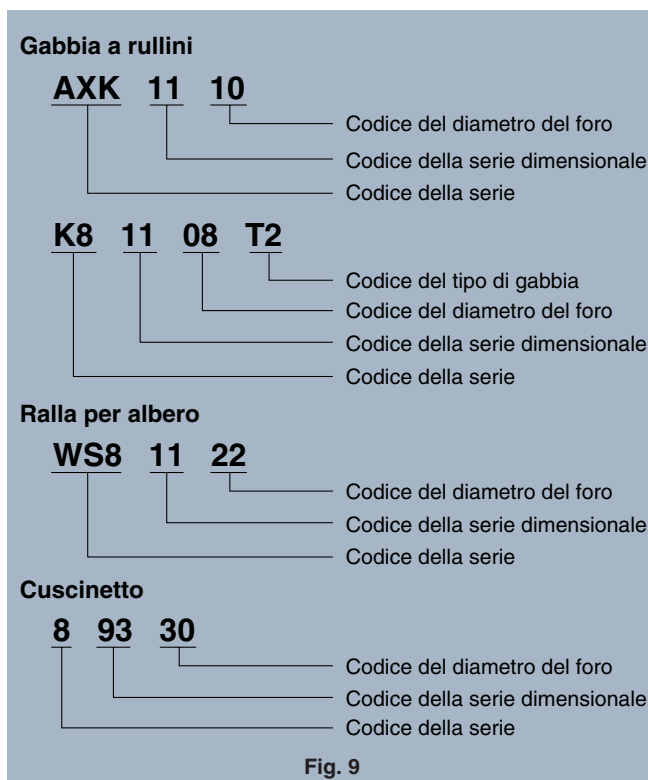 Gabbia a rullini
AXK 11 10
Codice del diametro del foro
Codice della serie dimensionale
Codice della serie
K8 11 08 T2
Codice del tipo di gabbia
Codice del diametro del foro
Codice della serie dimensionale
Codice della serie
Ralla per albero
WS8 11 22
Codice del diametro del foro
Codice della serie dimensionale
Codice della serie
Cuscinetto
8 93 30
Codice del diametro del foro
Codice della serie dimensionale
Codice della serie
Fig. 9